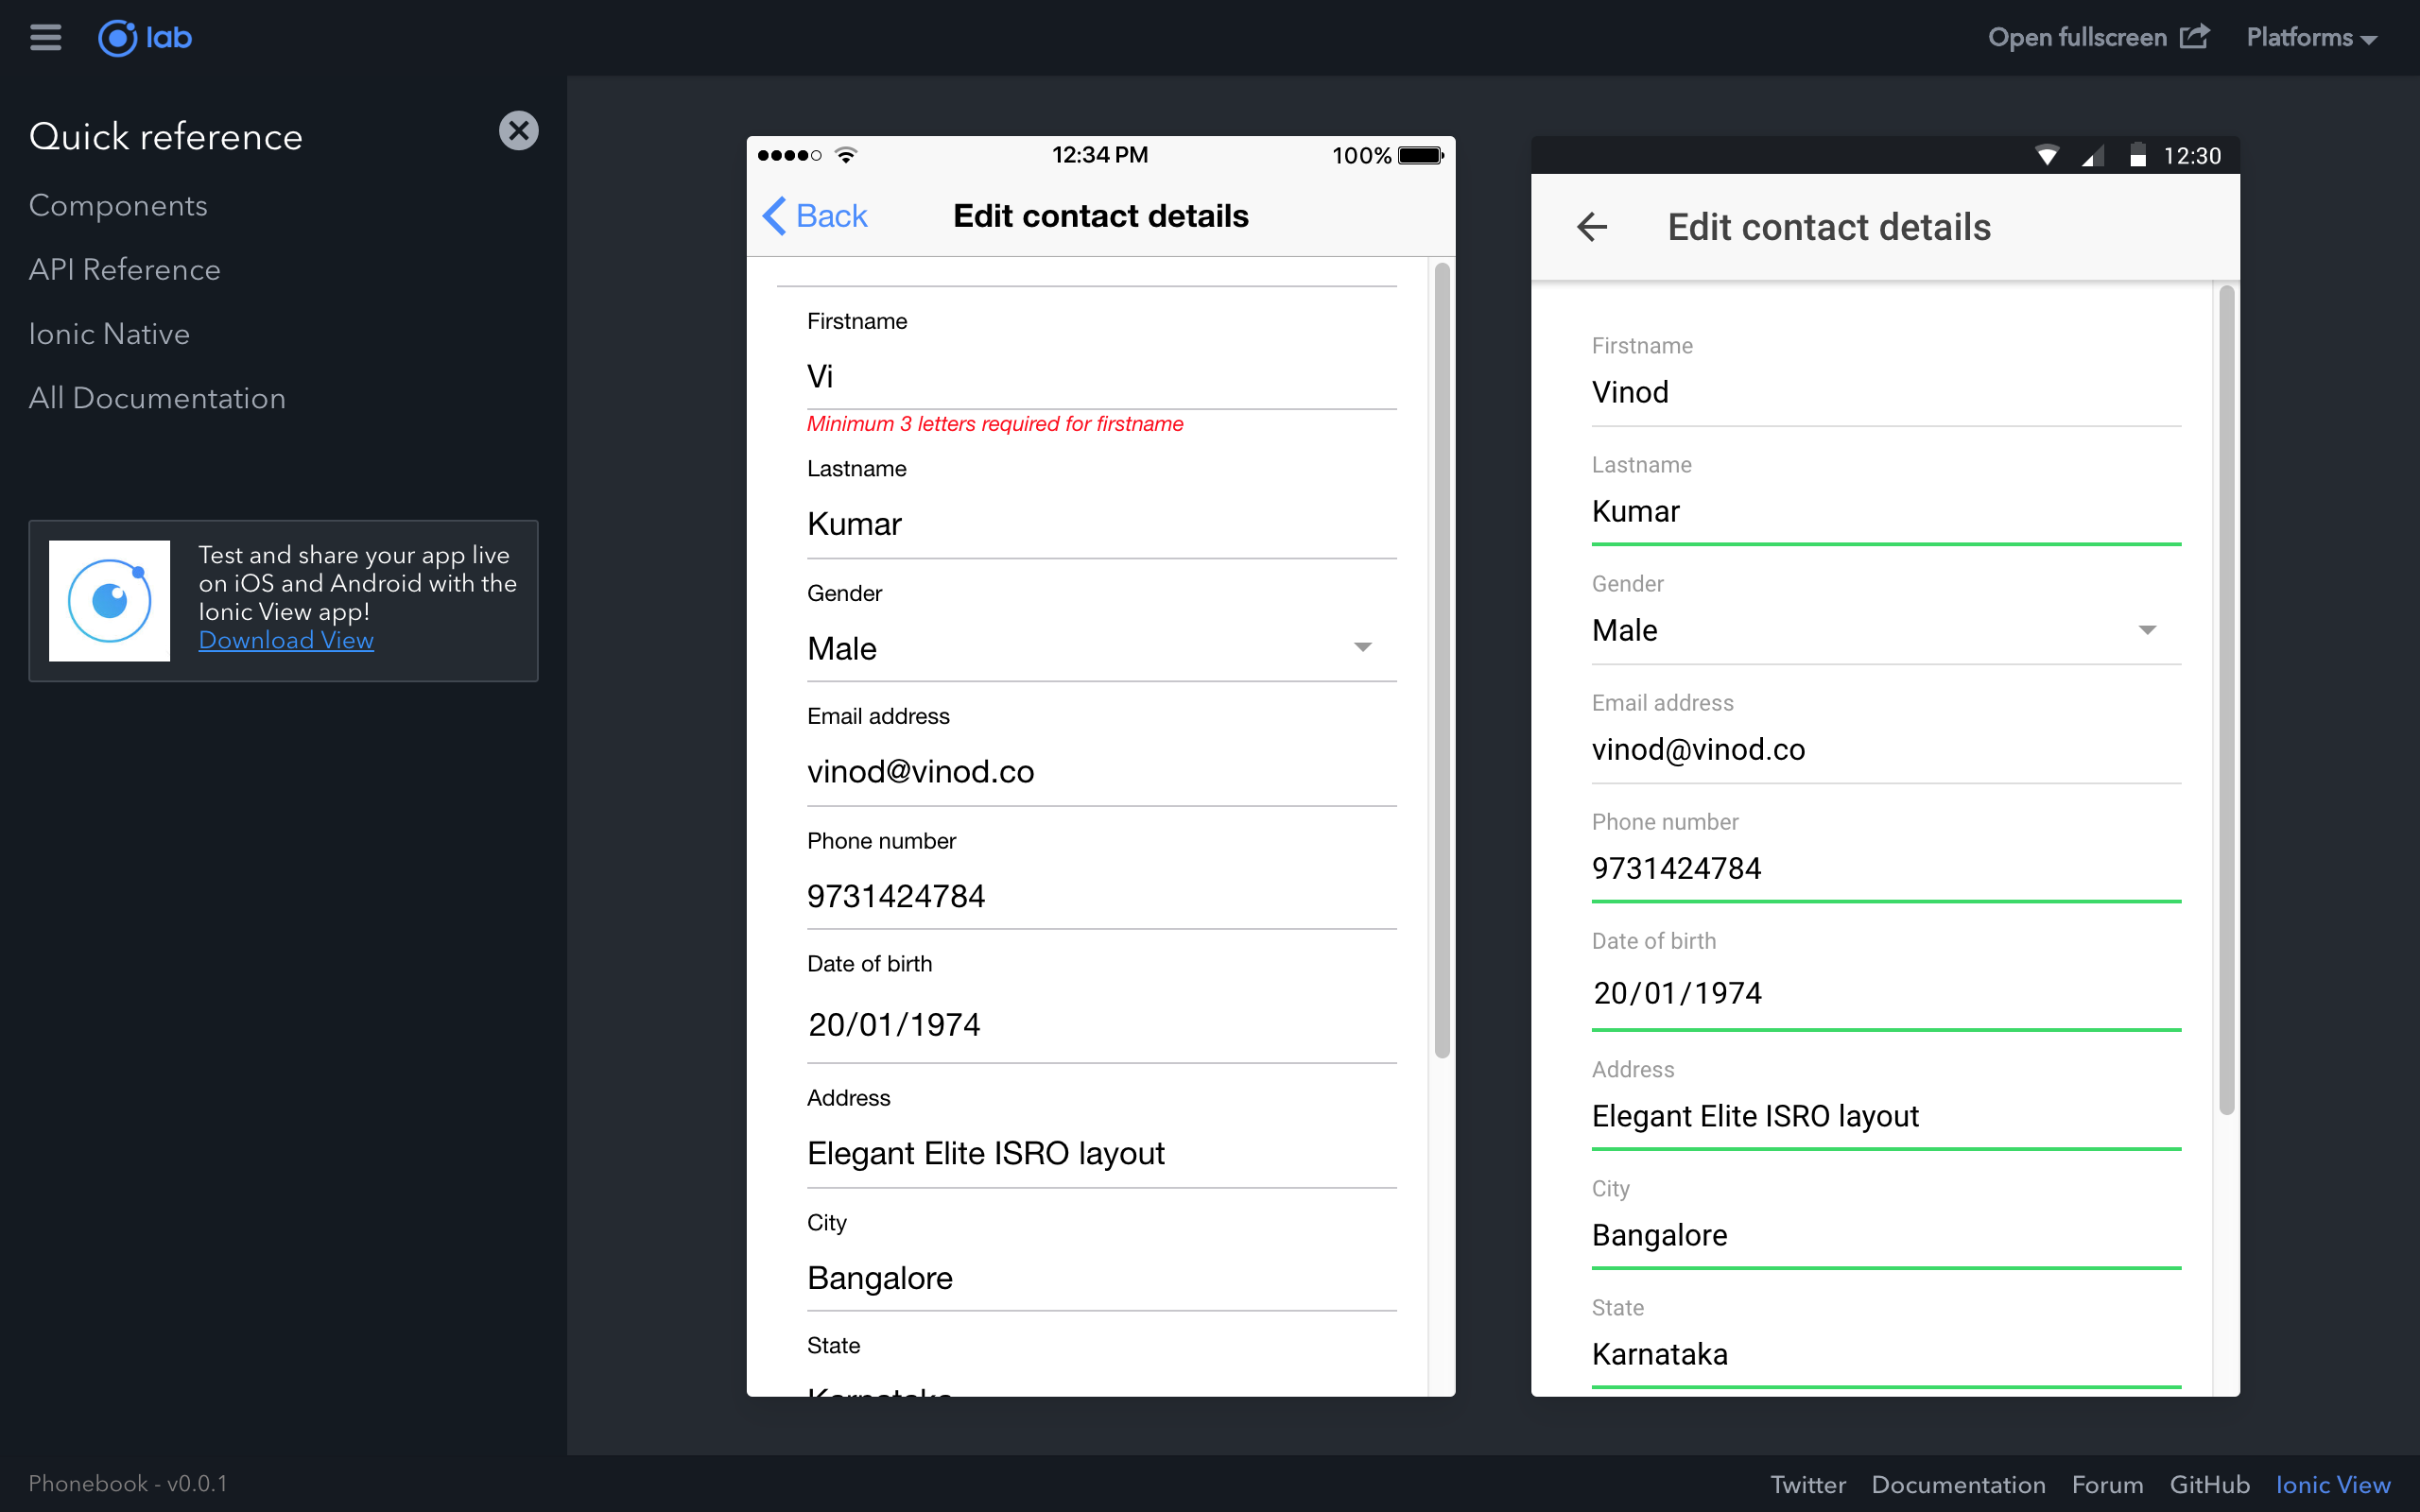 lab
Open fullscreen
Platforms
Quick reference
Components
API Reference
Ionic Native
All Documentation
Test and share your app live
on iOS and Android with the
Ionic View app!
Download View
12:34 PM
100%
Back
Edit contact details
Firstname
Vi
Minimum 3 letters required for firstname
Lastname
Kumar
Gender
Male
Email address
vinod@vinod.co
Phone number
9731424784
Date of birth
20/01/1974
Address
Elegant Elite ISRO layout
City
Bangalore
State
Karnataka
12:30
Edit contact details
Firstname
Vinod
Lastname
Kumar
Gender
Male
Email address
vinod@vinod.co
Phone number
9731424784
Date of birth
20/01/1974
Address
Elegant Elite ISRO layout
City
Bangalore
State
Karnataka
Phonebook - v0.0.1
Twitter
Documentation
Forum
GitHub
Ionic View